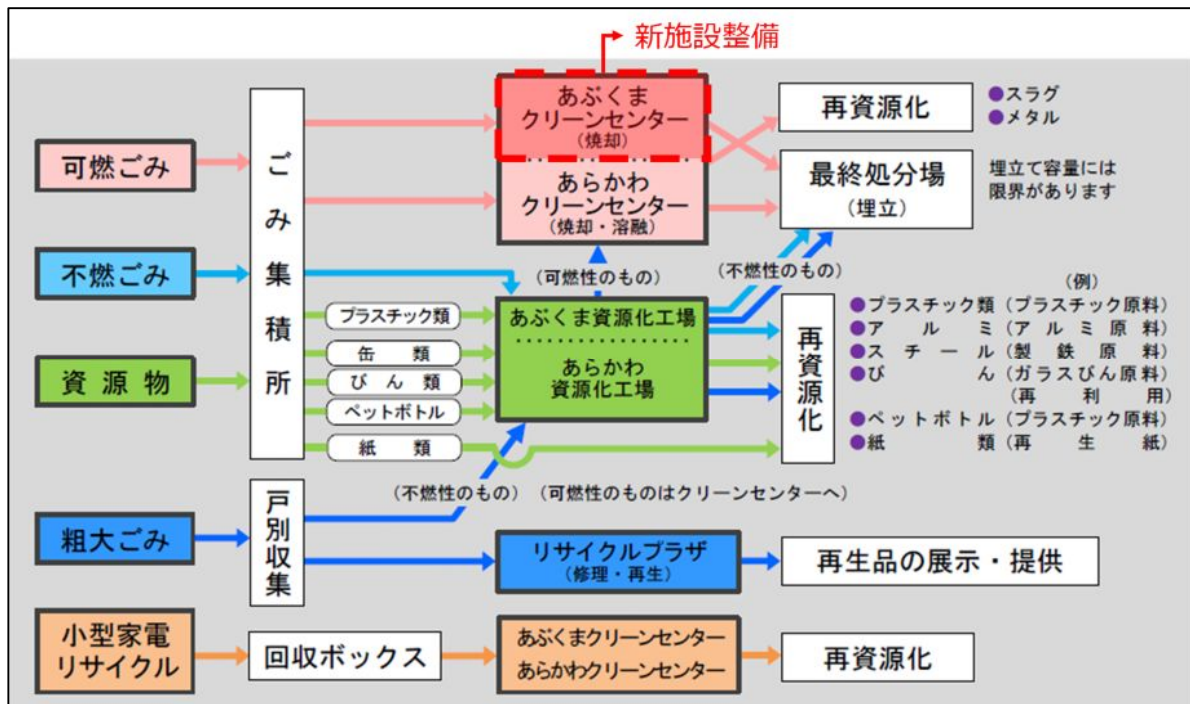 新施設整備
可燃ごみ
不燃ごみ
資源物
粗大ごみ
小型家電
リサイクル
ごみ集積所
戸別収集
回収ボックス
プラスチック類
缶類
びん類
ペットボトル
紙類
あぶくま
クリーンセンター
(焼却)
あらかわ
クリーンセンター
(焼却・溶融)
(可燃性のもの)
(不燃性のもの)
あぶくま資源化工場
あらかわ
資源化工場
(不燃性のもの)
(可燃性のものはクリーンセンターへ)
リサイクルプラザ
(修理・再生)
あぶくまクリーンセンター
あらかわクリーンセンター
再資源化
●スラグ
●メタル
最終処分場
(埋立)
埋立て容量には
限界があります
再資源化
(例)
●プラスチック類(プラスチック原料)
●アルミ(アルミ原料)
●スチール(製鉄原料)
●びん(ガラスびん原料)
(再利用)
●ペットボトル(プラスチック原料)
●紙類(再生紙)
再生品の展示・提供
再資源化